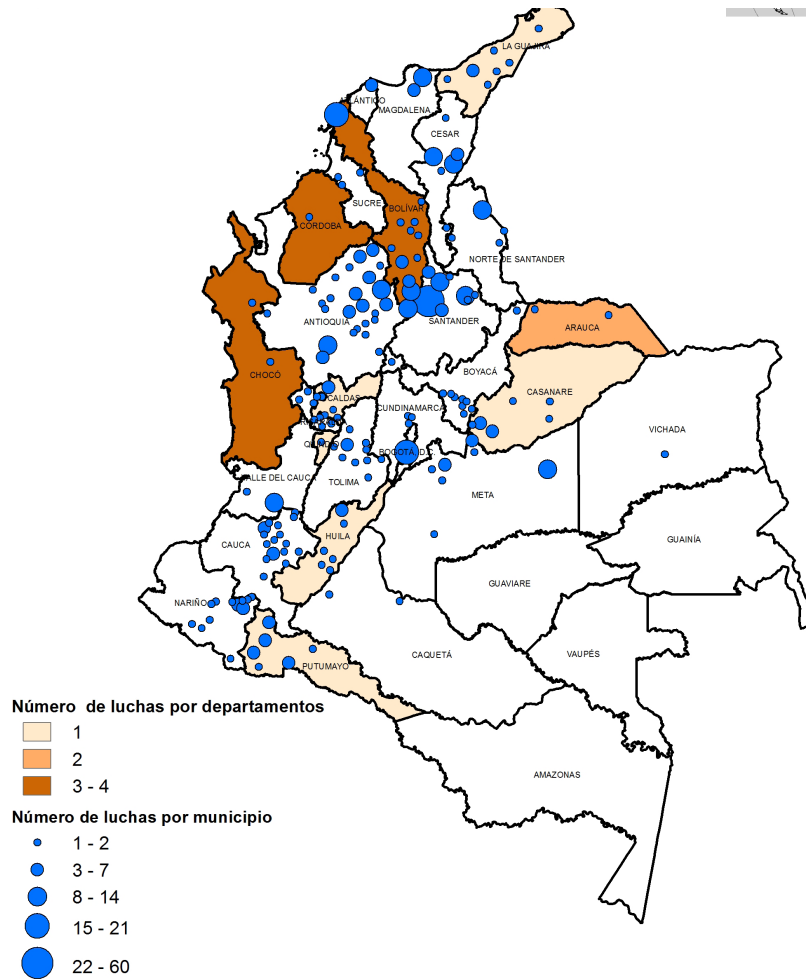 LA GUAJIRA
ATLÁNTICO
MAGDALENA
CESAR
SUCRE
BOLÍVAR
CÓRDOBA
NORTE DE SANTANDER
ANTIOQUIA
SANTANDER
ARAUCA
CHOCÓ
BOYACÁ
CASANARE
CALDAS
CUNDINAMARCA
VICHADA
BOGOTÁ, D.C.
VALLE DEL CAUCA
TOLIMA
META
CAUCA
HUILA
GUAINÍA
GUAVIARE
NARIÑO
CAQUETÁ
VAUPÉS
PUTUMAYO
AMAZONAS
Número de luchas por departamentos
1
2
3 - 4
Número de luchas por municipio
1 - 2
3 - 7
8 - 14
15 - 21
22 - 60